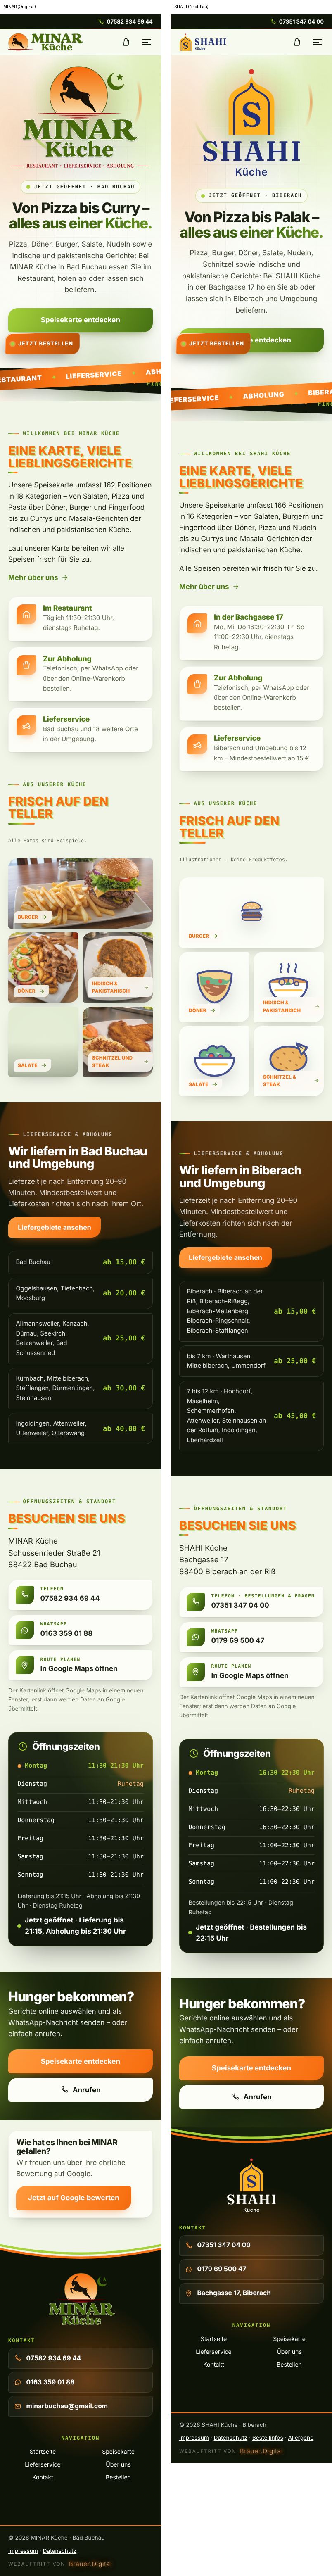 MINAR (Original)
07582 934 69 44
MINAR
Küche
MINAR
Küche
RESTAURANT • LIEFERSERVICE • ABHOLUNG
JETZT GEÖFFNET · BAD BUCHAU
Von Pizza bis Curry –
alles aus einer Küche.
Pizza, Döner, Burger, Salate, Nudeln sowie
indische und pakistanische Gerichte: Bei
MINAR Küche in Bad Buchau essen Sie im
Restaurant, holen ab oder lassen sich
beliefern.
Speisekarte entdecken
JETZT BESTELLEN
ESTAURANT
LIEFERSERVICE
WILLKOMMEN BEI MINAR KÜCHE
EINE KARTE, VIELE
LIEBLINGSGERICHTE
Unsere Speisekarte umfasst 162 Positionen
in 18 Kategorien – von Salaten, Pizza und
Pasta über Döner, Burger und Fingerfood
bis zu Currys und Masala-Gerichten der
indischen und pakistanischen Küche.
Laut unserer Karte bereiten wir alle
Speisen frisch für Sie zu.
Mehr über uns →
Im Restaurant
Täglich 11:30–21:30 Uhr,
dienstags Ruhetag.
Zur Abholung
Telefonisch, per WhatsApp oder
über den Online-Warenkorb
bestellen.
Lieferservice
Bad Buchau und 18 weitere Orte
in der Umgebung.
AUS UNSERER KÜCHE
FRISCH AUF DEN
TELLER
Alle Fotos sind Beispiele.
BURGER →
DÖNER →
INDISCH &
PAKISTANISCH →
SALATE →
SCHNITZEL UND
STEAK →
LIEFERSERVICE & ABHOLUNG
Wir liefern in Bad Buchau
und Umgebung
Lieferzeit je nach Entfernung 20–90
Minuten. Mindestbestellwert und
Lieferkosten richten sich nach Ihrem Ort.
Liefergebiete ansehen
Bad Buchau ab 15,00 €
Oggelshausen, Tiefenbach,
Moosburg ab 20,00 €
Allmannsweiler, Kanzach,
Dürnau, Seekirch,
Betzenweiler, Bad
Schussenried ab 25,00 €
Kürnbach, Mittelbiberach,
Stafflangen, Dürmentingen,
Steinhausen ab 30,00 €
Ingoldingen, Attenweiler,
Uttenweiler, Otterswang ab 40,00 €
ÖFFNUNGSZEITEN & STANDORT
BESUCHEN SIE UNS
MINAR Küche
Schussenrieder Straße 21
88422 Bad Buchau
TELEFON
07582 934 69 44
WHATSAPP
0163 359 01 88
ROUTE PLANEN
In Google Maps öffnen
Der Kartenlink öffnet Google Maps in einem neuen
Fenster; erst dann werden Daten an Google
übermittelt.
Öffnungszeiten
Montag 11:30–21:30 Uhr
Dienstag Ruhetag
Mittwoch 11:30–21:30 Uhr
Donnerstag 11:30–21:30 Uhr
Freitag 11:30–21:30 Uhr
Samstag 11:30–21:30 Uhr
Sonntag 11:30–21:30 Uhr
Lieferung bis 21:15 Uhr · Abholung bis 21:30
Uhr · Dienstag Ruhetag
Jetzt geöffnet · Lieferung bis
21:15, Abholung bis 21:30 Uhr
Hunger bekommen?
Gerichte online auswählen und als
WhatsApp-Nachricht senden – oder
einfach anrufen.
Speisekarte entdecken
Anrufen
Wie hat es Ihnen bei MINAR
gefallen?
Wir freuen uns über Ihre ehrliche
Bewertung auf Google.
Jetzt auf Google bewerten
MINAR
Küche
KONTAKT
07582 934 69 44
0163 359 01 88
minarbuchau@gmail.com
NAVIGATION
Startseite Speisekarte
Lieferservice Über uns
Kontakt Bestellen
© 2026 MINAR Küche · Bad Buchau
Impressum · Datenschutz
WEBAUFTRITT VON Bräuer Digital
SHAHI (Nachbau)
07351 347 04 00
SHAHI
Küche
SHAHI
Küche
JETZT GEÖFFNET · BIBERACH
Von Pizza bis Palak –
alles aus einer Küche.
Pizza, Burger, Döner, Salate, Nudeln,
Schnitzel sowie indische und
pakistanische Gerichte: Bei SHAHI Küche
in der Bachgasse 17 holen Sie ab oder
lassen sich in Biberach und Umgebung
beliefern.
JETZT BESTELLEN
entdecken
EFERSERVICE
ABHOLUNG
WILLKOMMEN BEI SHAHI KÜCHE
EINE KARTE, VIELE
LIEBLINGSGERICHTE
Unsere Speisekarte umfasst 166 Positionen
in 16 Kategorien – von Salaten, Burgern und
Fingerfood über Döner, Pizza und Nudeln
bis zu Currys und Masala-Gerichten der
indischen und pakistanischen Küche.
Alle Speisen bereiten wir frisch für Sie zu.
Mehr über uns →
In der Bachgasse 17
Mo, Mi, Do 16:30–22:30, Fr–So
11:00–22:30 Uhr, dienstags
Ruhetag.
Zur Abholung
Telefonisch, per WhatsApp oder
über den Online-Warenkorb
bestellen.
Lieferservice
Biberach und Umgebung bis 12
km – Mindestbestellwert ab 15 €.
AUS UNSERER KÜCHE
FRISCH AUF DEN
TELLER
Illustrationen – keine Produktfotos.
BURGER →
DÖNER →
INDISCH &
PAKISTANISCH →
SALATE →
SCHNITZEL &
STEAK →
LIEFERSERVICE & ABHOLUNG
Wir liefern in Biberach
und Umgebung
Lieferzeit je nach Entfernung 20–90
Minuten. Mindestbestellwert und
Lieferkosten richten sich nach der
Entfernung.
Liefergebiete ansehen
Biberach · Biberach an der
Riß, Biberach-Rißegg,
Biberach-Mettenberg,
Biberach-Ringschnait,
Biberach-Stafflangen ab 15,00 €
bis 7 km · Warthausen,
Mittelbiberach, Ummendorf ab 25,00 €
7 bis 12 km · Hochdorf,
Maselheim,
Schemmerhofen,
Attenweiler, Steinhausen an
der Rottum, Ingoldingen,
Eberhardzell ab 45,00 €
ÖFFNUNGSZEITEN & STANDORT
BESUCHEN SIE UNS
SHAHI Küche
Bachgasse 17
88400 Biberach an der Riß
TELEFON · BESTELLUNGEN & FRAGEN
07351 347 04 00
WHATSAPP
0179 69 500 47
ROUTE PLANEN
In Google Maps öffnen
Der Kartenlink öffnet Google Maps in einem neuen
Fenster; erst dann werden Daten an Google
übermittelt.
Öffnungszeiten
Montag 16:30–22:30 Uhr
Dienstag Ruhetag
Mittwoch 16:30–22:30 Uhr
Donnerstag 16:30–22:30 Uhr
Freitag 11:00–22:30 Uhr
Samstag 11:00–22:30 Uhr
Sonntag 11:00–22:30 Uhr
Bestellungen bis 22:15 Uhr · Dienstag
Ruhetag
Jetzt geöffnet · Bestellungen bis
22:15 Uhr
Hunger bekommen?
Gerichte online auswählen und als
WhatsApp-Nachricht senden – oder
einfach anrufen.
Speisekarte entdecken
Anrufen
SHAHI
Küche
KONTAKT
07351 347 04 00
0179 69 500 47
Bachgasse 17, Biberach
NAVIGATION
Startseite Speisekarte
Lieferservice Über uns
Kontakt Bestellen
© 2026 SHAHI Küche · Biberach
Impressum · Datenschutz · Bestellinfos · Allergene
WEBAUFTRITT VON Bräuer Digital